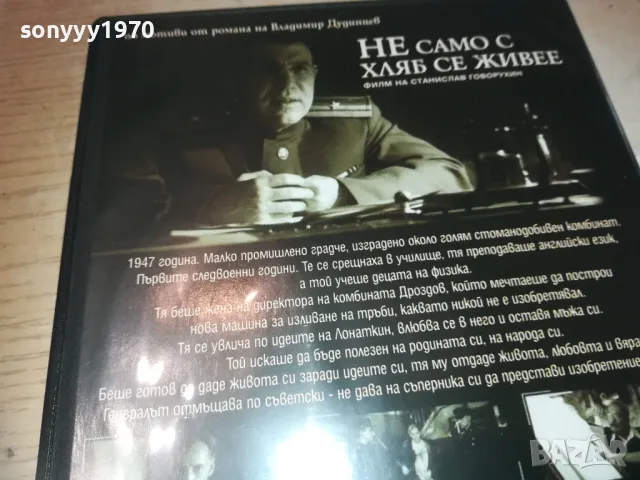 sonyyy1970
По мотиви от романа на Владимир Дудинцев
НЕ САМО С
ХЛЯБ СЕ ЖИВЕЕ
ФИЛМ НА СТАНИСЛАВ ГОВОРУХИН
1947 година. Малко промишлено градче, изградено около голям стоманодобивен комбинат.
Първите следвоенни години. Те се срещнаха в училище, тя преподаваше английски език,
а той учеше децата на физика.
Тя беше жена на директора на комбината Дроздов, който мечтаеше да построи
нова машина за изливане на тръби, каквато никой не е изобретявал.
Тя се увлича по идеите на Лопаткин, влюбва се в него и оставя мъжа си.
Той искаше да бъде полезен на родината си, на народа си.
Беше готов да даде живота си заради идеите си, тя му отдаде живота, любовта и вяра
Генералът отмъщава по съветски - не дава на съперника си да представи изобретение
BAZAR